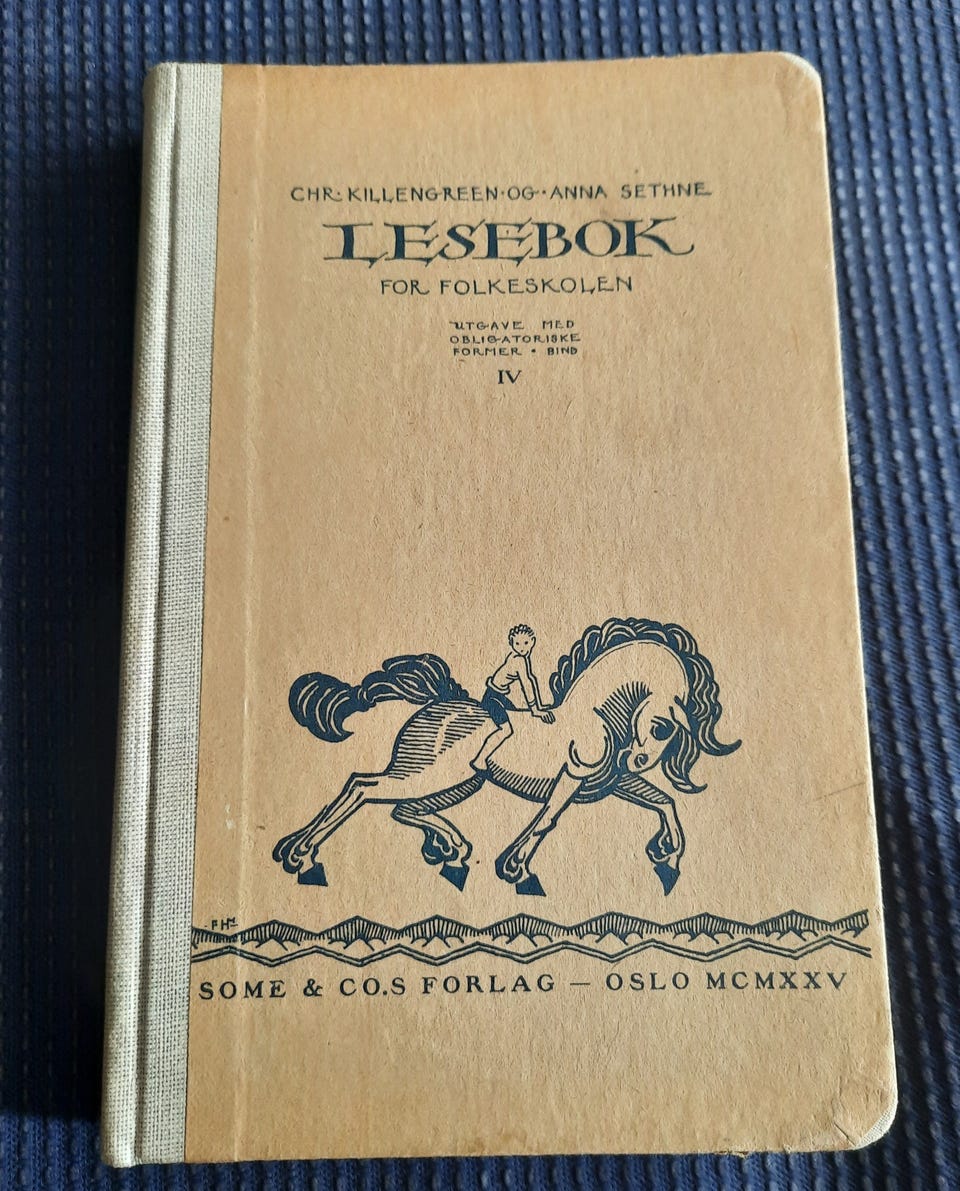 CHR. KILLENGREEN·OG·ANNA SETHNE
LESEBOK
FOR FOLKESKOLEN
UTGAVE MED
OBLIGATORISKE
FORMER · BIND
IV
SOME & CO.S FORLAG — OSLO MCMXXV